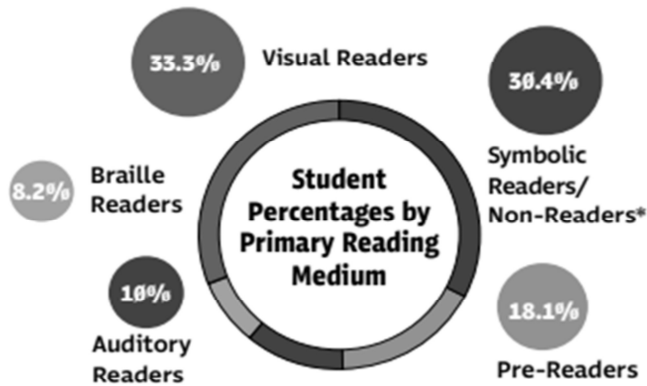 33.3%
Visual Readers
30.4%
Symbolic
Readers/
Non-Readers*
8.2%
Braille
Readers
Student
Percentages by
Primary Reading
Medium
10%
Auditory
Readers
18.1%
Pre-Readers